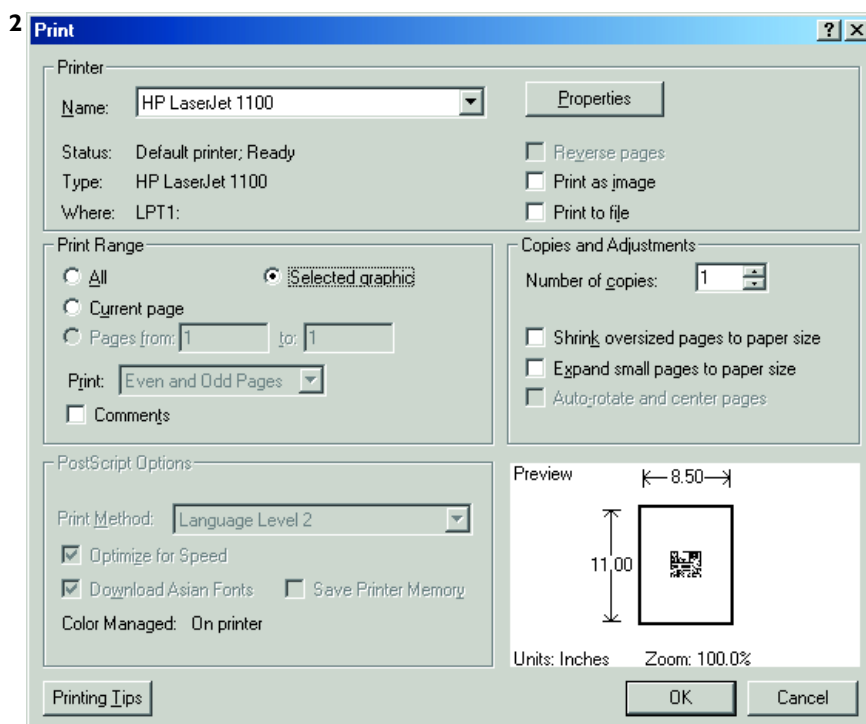 2
Print
Printer
Name: HP LaserJet 1100 Properties
Status: Default printer; Ready Reverse pages
Type: HP LaserJet 1100 Print as image
Where: LPT1: Print to file
Print Range
All Selected graphic
Current page
Pages from: 1 to: 1
Print: Even and Odd Pages
Comments
Copies and Adjustments
Number of copies: 1
Shrink oversized pages to paper size
Expand small pages to paper size
Auto-rotate and center pages
PostScript Options
Print Method: Language Level 2
Optimize for Speed
Download Asian Fonts Save Printer Memory
Color Managed: On printer
Preview 8.50
11.00
Units: Inches Zoom: 100.0%
Printing Tips OK Cancel